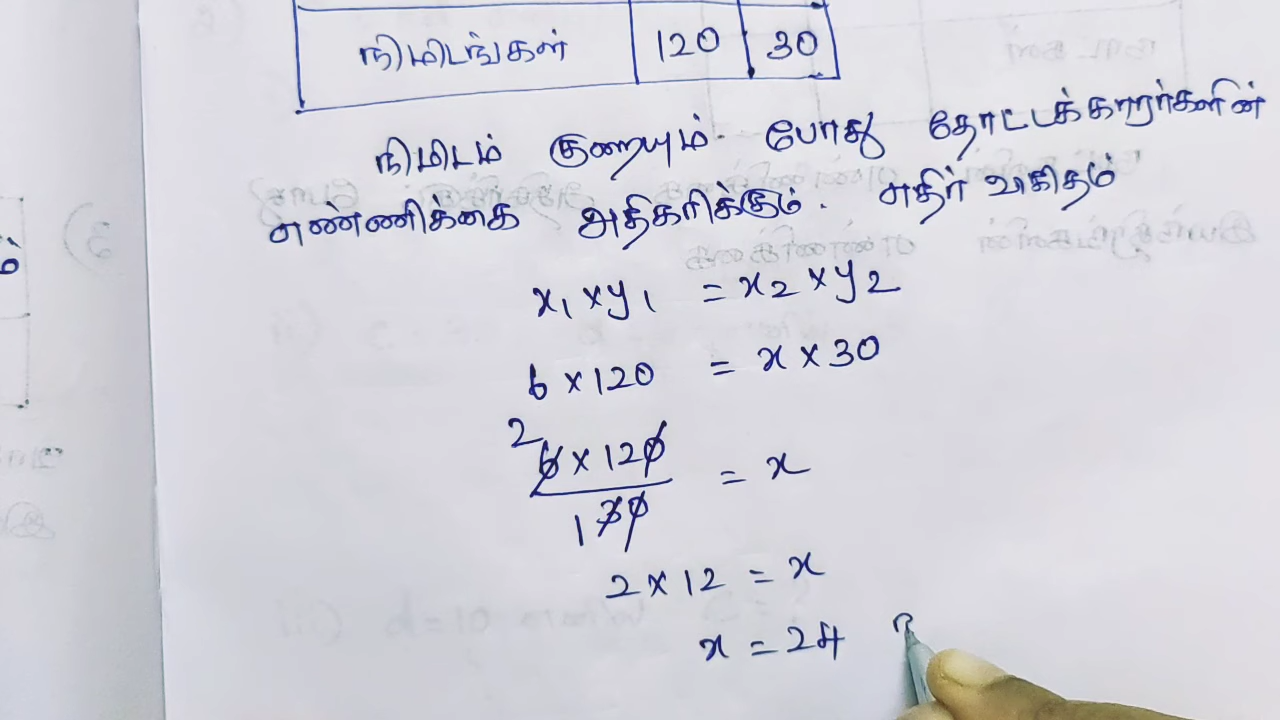 நிமிடங்கள் 120 30
நிமிடம் குறையும் போது தோட்டக்காரர்களின்
எண்ணிக்கை அதிகரிக்கும். எதிர் விகிதம்
x₁ × y₁ = x₂ × y₂
6 × 120 = x × 30
2
6 × 120 = x
1 30
2 × 12 = x
x = 24